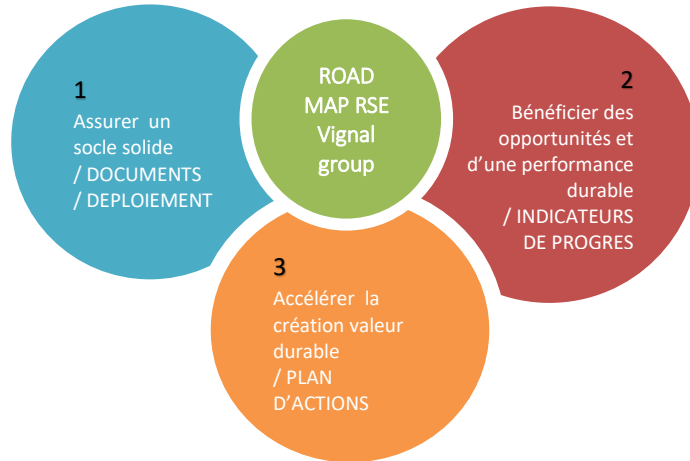 ROAD
MAP RSE
Vignal
group
1
Assurer un
socle solide
/ DOCUMENTS
/ DEPLOIEMENT
2
Bénéficier des
opportunités et
d'une performance
durable
/ INDICATEURS
DE PROGRES
3
Accélérer la
création valeur
durable
/ PLAN
D'ACTIONS